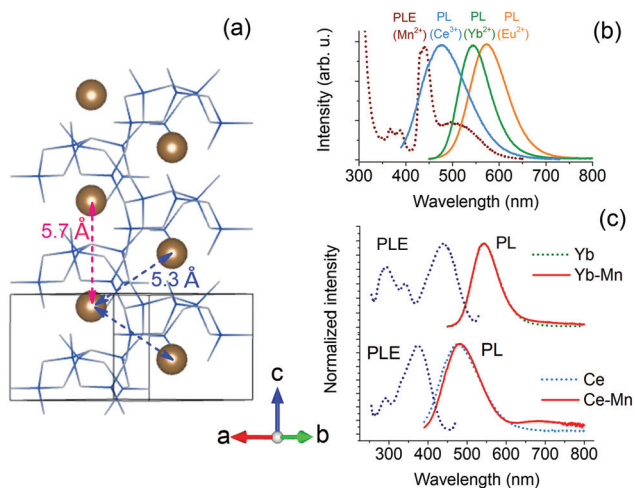 (a)
5.7 Å
5.3 Å
c
a
b
PLE PL PL PL
(Mn²⁺) (Ce³⁺) (Yb²⁺) (Eu²⁺)
(b)
Intensity (arb. u.)
300 400 500 600 700 800
Wavelength (nm)
(c)
Normalized intensity
PLE PL
Yb
Yb-Mn
PLE PL
Ce
Ce-Mn
300 400 500 600 700 800
Wavelength (nm)